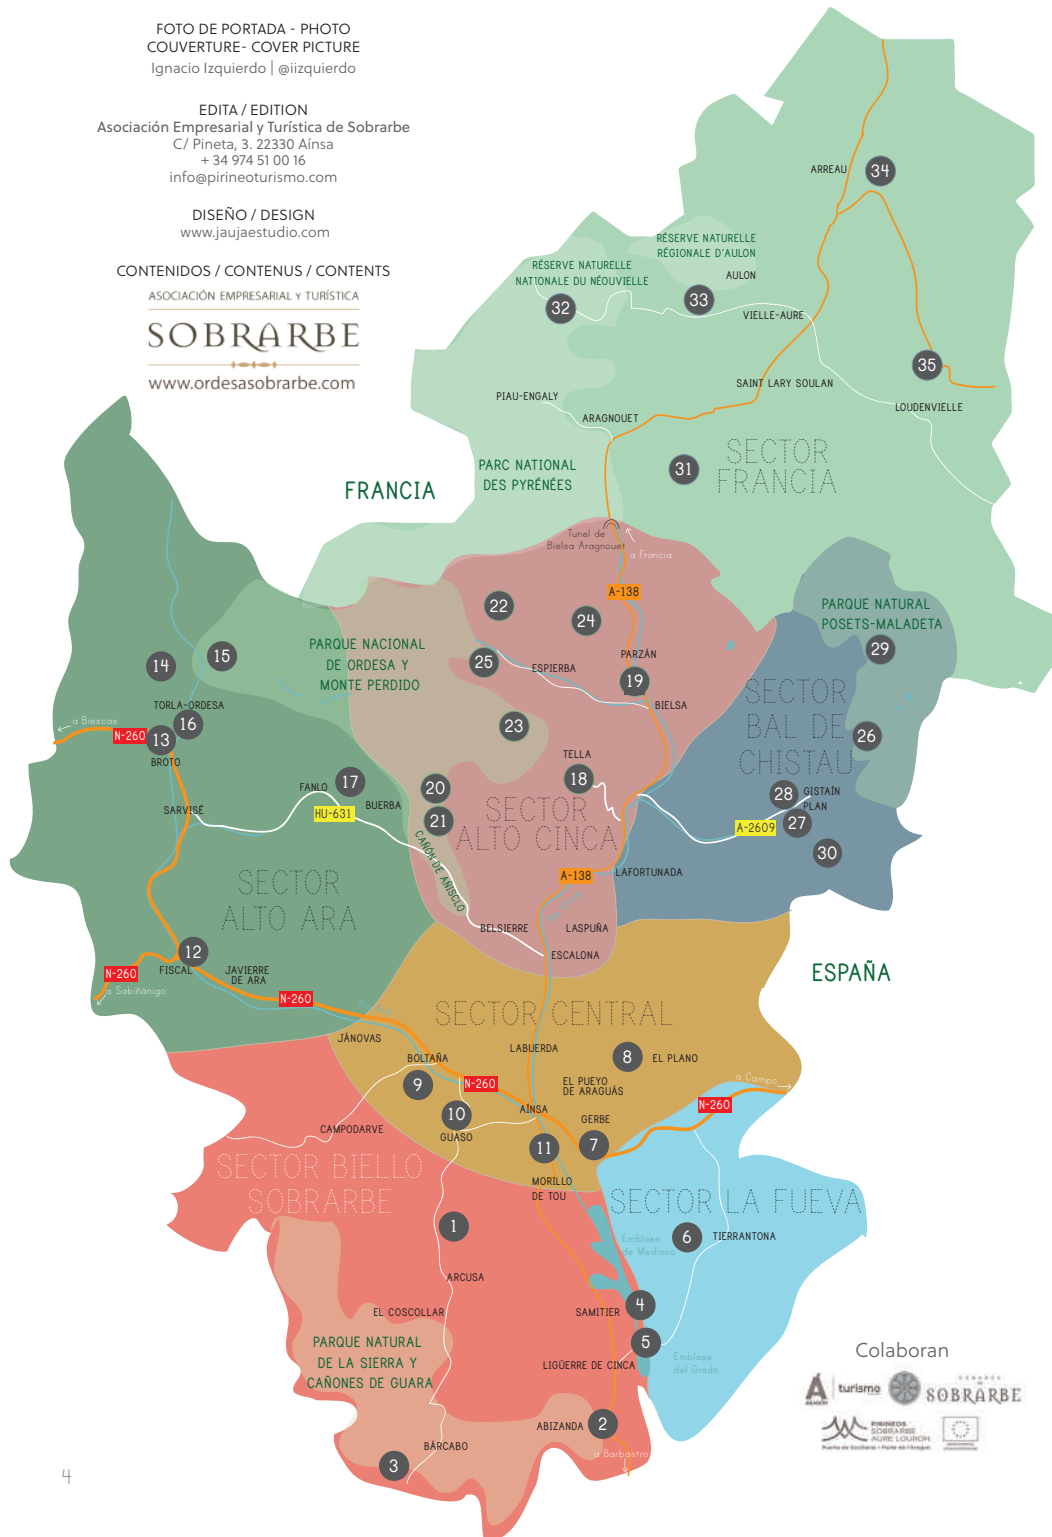 FOTO DE PORTADA - PHOTO
COUVERTURE- COVER PICTURE
Ignacio Izquierdo | @iizquierdo
EDITA / EDITION
Asociación Empresarial y Turística de Sobrarbe
C/ Pineta, 3. 22330 Aínsa
+ 34 974 51 00 16
info@pirineoturismo.com
DISEÑO / DESIGN
www.jaujaestudio.com
CONTENIDOS / CONTENUS / CONTENTS
ASOCIACIÓN EMPRESARIAL Y TURÍSTICA
SOBRARBE
www.ordesasobrarbe.com
ARREAU
34
RÉSERVE NATURELLE
RÉGIONALE D'AULON
AULON
RÉSERVE NATURELLE
NATIONALE DU NÉOUVIELLE
32
33
VIELLE-AURE
35
SAINT LARY SOULAN
LOUDENVIELLE
PIAU-ENGALY
ARAGNOUET
SECTOR
FRANCIA
31
PARC NATIONAL
DES PYRÉNÉES
FRANCIA
Tunel de
Bielsa Aragnouet
a Francia
A-138
22
24
PARQUE NATURAL
POSETS-MALADETA
29
PARQUE NACIONAL
DE ORDESA Y
MONTE PERDIDO
14
15
25
ESPIERBA
PARZÁN
19
BIELSA
SECTOR
BAL DE
CHISTAU
26
TORLA-ORDESA
a Biescas
N-260
13
16
BROTO
23
TELLA
18
FANLO
17
BUERBA
20
21
HU-631
SARVISÉ
28
GISTAÍN
PLAN
27
A-2609
30
SECTOR
ALTO CINCA
CAÑÓN DE AÑISCLO
A-138
LAFORTUNADA
SECTOR
ALTO ARA
BELSIERRE
LASPUÑA
ESCALONA
12
FISCAL
JAVIERRE
DE ARA
N-260
a Sabiñánigo
N-260
ESPAÑA
SECTOR CENTRAL
JÁNOVAS
BOLTAÑA
LABUERDA
8
EL PLANO
9
N-260
EL PUEYO
DE ARAGUÁS
a Campo
N-260
10
GUASO
AÍNSA
GERBE
7
11
CAMPODARVE
SECTOR BIELLO
SOBRARBE
MORILLO
DE TOU
SECTOR LA FUEVA
1
6
TIERRANTONA
Emblase
de Mediano
ARCUSA
EL COSCOLLAR
SAMITIER
4
5
PARQUE NATURAL
DE LA SIERRA Y
CAÑONES DE GUARA
LIGÜERRE DE CINCA
Emblase
del Grado
ABIZANDA
2
a Barbastro
BÁRCABO
3
Colaboran
ARAGÓN
turismo
SOBRARBE
PIRINEOS
SOBRARBE
AURE LOURON
4